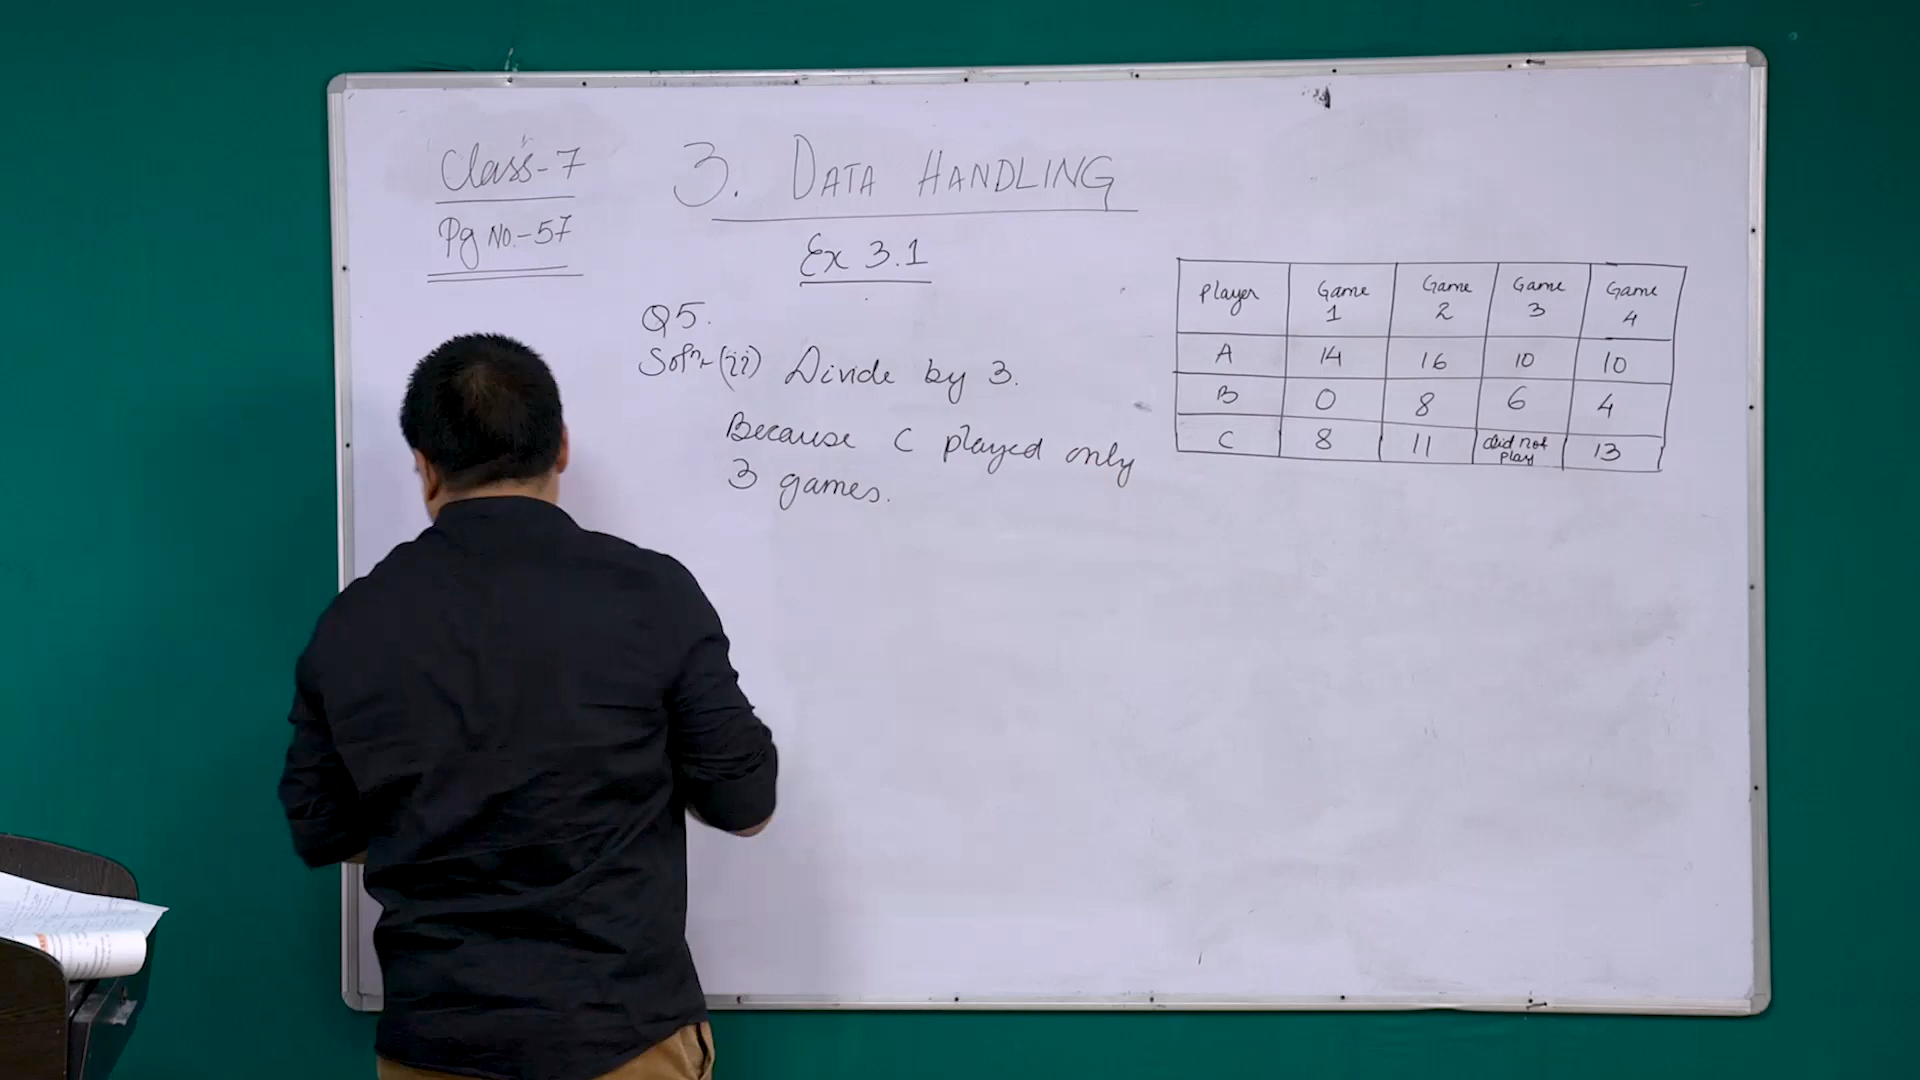 Class-7
Pg No.-57
3. DATA HANDLING
Ex 3.1
Q5.
Soln- (ii) Divide by 3.
Because C played only
3 games.
Player Game 1 Game 2 Game 3 Game 4
A 14 16 10 10
B 0 8 6 4
C 8 11 did not play 13